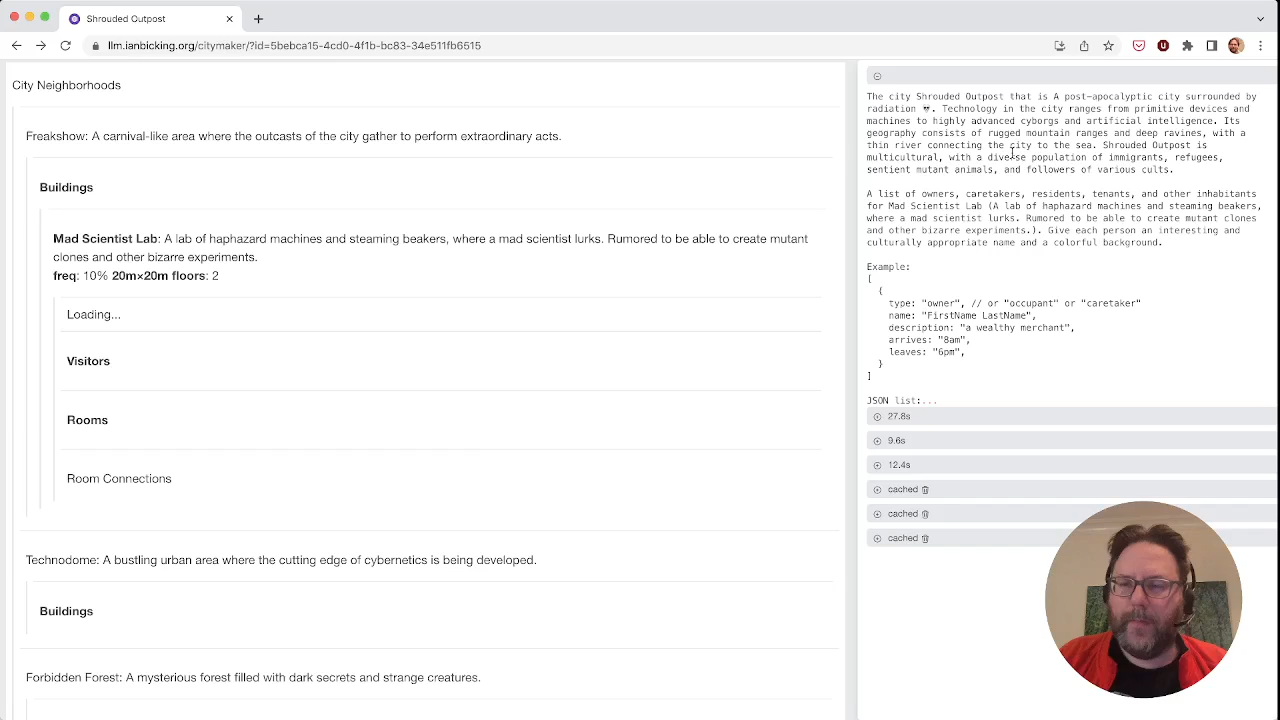 Shrouded Outpost
llm.ianbicking.org/citymaker/?id=5bebca15-4cd0-4f1b-bc83-34e511fb6515
City Neighborhoods
Freakshow: A carnival-like area where the outcasts of the city gather to perform extraordinary acts.
Buildings
Mad Scientist Lab: A lab of haphazard machines and steaming beakers, where a mad scientist lurks. Rumored to be able to create mutant
clones and other bizarre experiments.
freq: 10% 20m×20m floors: 2
Loading...
Visitors
Rooms
Room Connections
Technodome: A bustling urban area where the cutting edge of cybernetics is being developed.
Buildings
Forbidden Forest: A mysterious forest filled with dark secrets and strange creatures.
The city Shrouded Outpost that is A post-apocalyptic city surrounded by
radiation ☠️. Technology in the city ranges from primitive devices and
machines to highly advanced cyborgs and artificial intelligence. Its
geography consists of rugged mountain ranges and deep ravines, with a
thin river connecting the city to the sea. Shrouded Outpost is
multicultural, with a diverse population of immigrants, refugees,
sentient mutant animals, and followers of various cults.
A list of owners, caretakers, residents, tenants, and other inhabitants
for Mad Scientist Lab (A lab of haphazard machines and steaming beakers,
where a mad scientist lurks. Rumored to be able to create mutant clones
and other bizarre experiments.). Give each person an interesting and
culturally appropriate name and a colorful background.
Example:
[
{
type: "owner", // or "occupant" or "caretaker"
name: "FirstName LastName",
description: "a wealthy merchant",
arrives: "8am",
leaves: "6pm",
}
]
JSON list:...
27.8s
9.6s
12.4s
cached
cached
cached